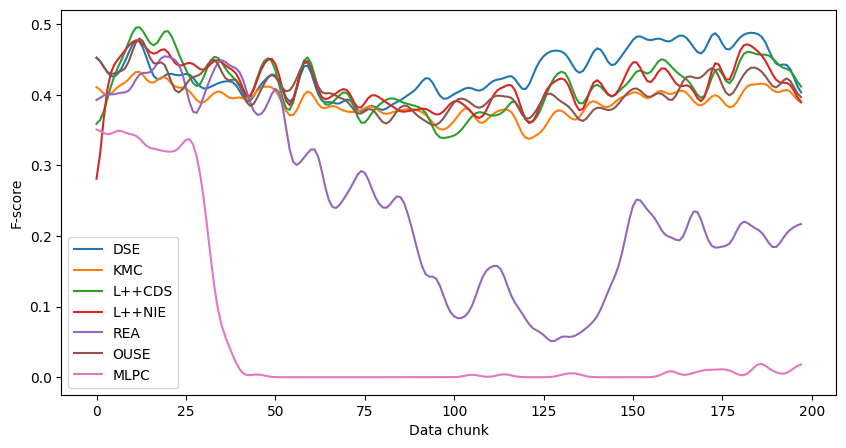 0.5
0.4
0.3
0.2
0.1
0.0
F-score
DSE
KMC
L++CDS
L++NIE
REA
OUSE
MLPC
0 25 50 75 100 125 150 175 200
Data chunk